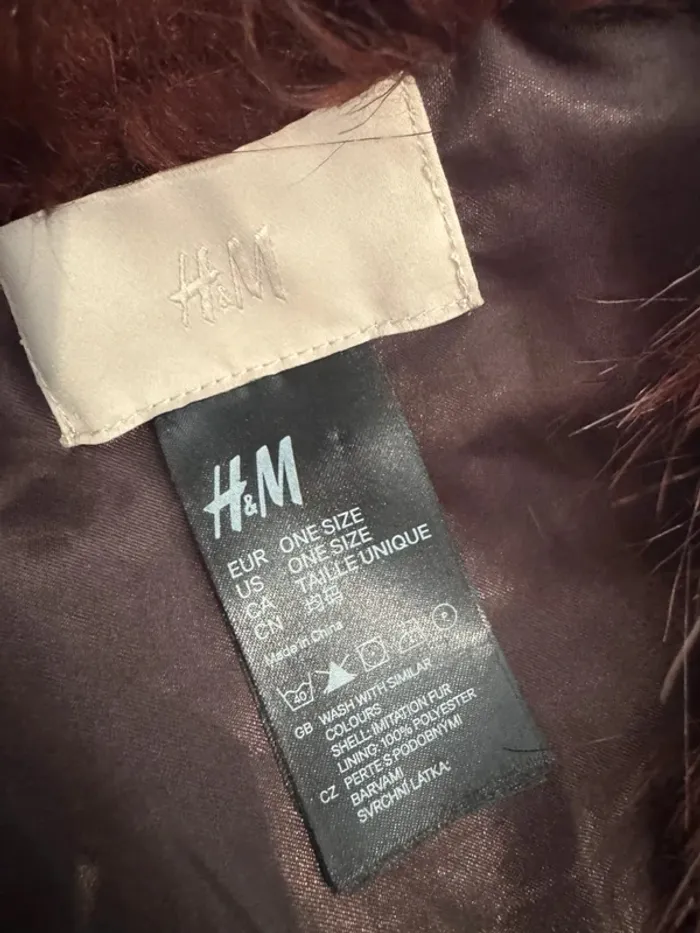 H&M
H&M
EUR ONE SIZE
US ONE SIZE
CA TAILLE UNIQUE
CN 均码
Made in China
40
P
GB WASH WITH SIMILAR
COLOURS
SHELL: IMITATION FUR
LINING: 100% POLYESTER
CZ PERTE S PODOBNÝMI
BARVAMI
SVRCHNÍ LÁTKA: